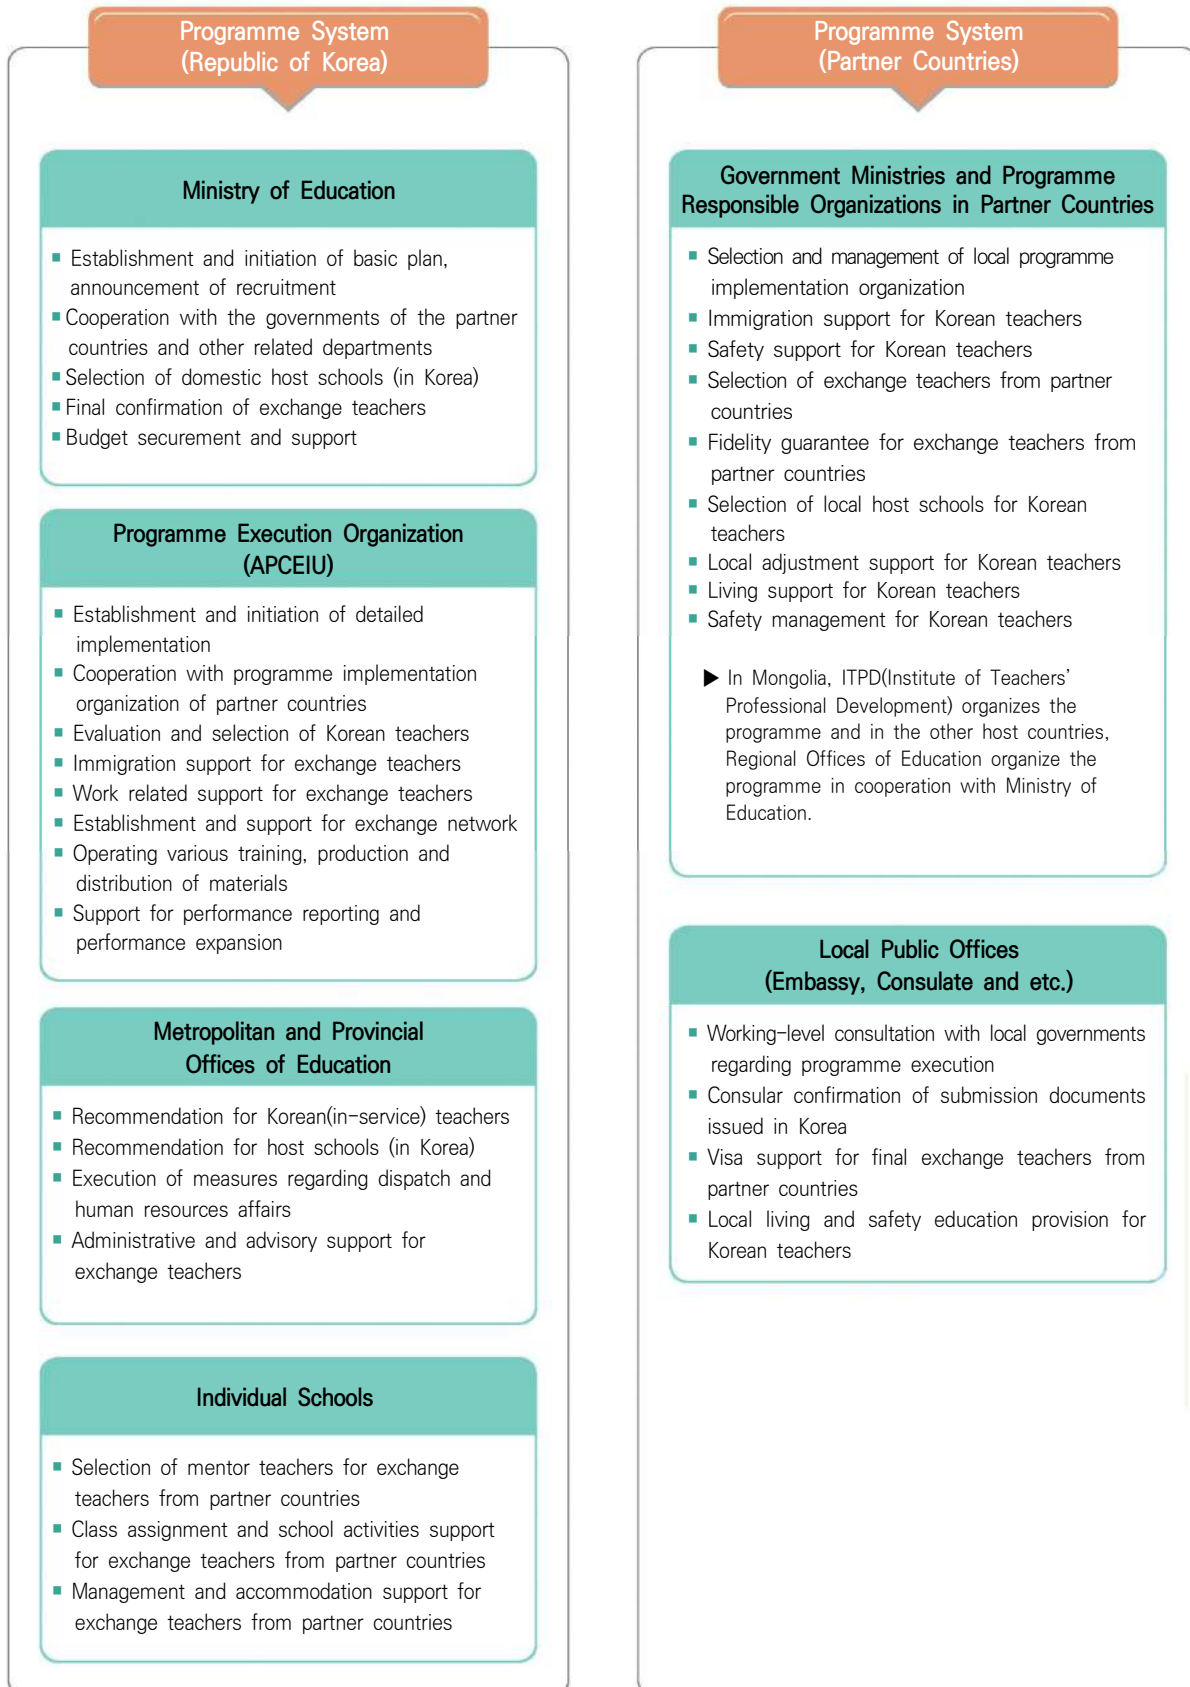 Programme System
(Republic of Korea)
Ministry of Education
▪ Establishment and initiation of basic plan,
announcement of recruitment
▪ Cooperation with the governments of the partner
countries and other related departments
▪ Selection of domestic host schools (in Korea)
▪ Final confirmation of exchange teachers
▪ Budget securement and support
Programme Execution Organization
(APCEIU)
▪ Establishment and initiation of detailed
implementation
▪ Cooperation with programme implementation
organization of partner countries
▪ Evaluation and selection of Korean teachers
▪ Immigration support for exchange teachers
▪ Work related support for exchange teachers
▪ Establishment and support for exchange network
▪ Operating various training, production and
distribution of materials
▪ Support for performance reporting and
performance expansion
Metropolitan and Provincial
Offices of Education
▪ Recommendation for Korean(in-service) teachers
▪ Recommendation for host schools (in Korea)
▪ Execution of measures regarding dispatch and
human resources affairs
▪ Administrative and advisory support for
exchange teachers
Individual Schools
▪ Selection of mentor teachers for exchange
teachers from partner countries
▪ Class assignment and school activities support
for exchange teachers from partner countries
▪ Management and accommodation support for
exchange teachers from partner countries
Programme System
(Partner Countries)
Government Ministries and Programme
Responsible Organizations in Partner Countries
▪ Selection and management of local programme
implementation organization
▪ Immigration support for Korean teachers
▪ Safety support for Korean teachers
▪ Selection of exchange teachers from partner
countries
▪ Fidelity guarantee for exchange teachers from
partner countries
▪ Selection of local host schools for Korean
teachers
▪ Local adjustment support for Korean teachers
▪ Living support for Korean teachers
▪ Safety management for Korean teachers
▶ In Mongolia, ITPD(Institute of Teachers'
Professional Development) organizes the
programme and in the other host countries,
Regional Offices of Education organize the
programme in cooperation with Ministry of
Education.
Local Public Offices
(Embassy, Consulate and etc.)
▪ Working-level consultation with local governments
regarding programme execution
▪ Consular confirmation of submission documents
issued in Korea
▪ Visa support for final exchange teachers from
partner countries
▪ Local living and safety education provision for
Korean teachers